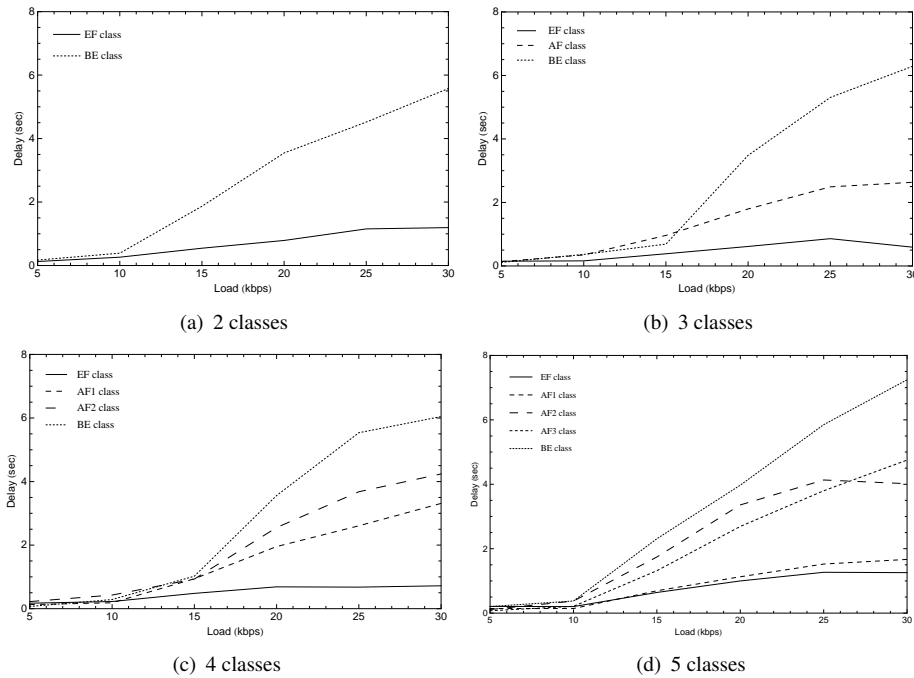 8
6
4
2
0
Delay (sec)
EF class
BE class
5 10 15 20 25 30
Load (kbps)
(a) 2 classes
8
6
4
2
0
Delay (sec)
EF class
AF class
BE class
5 10 15 20 25 30
Load (kbps)
(b) 3 classes
8
6
4
2
0
Delay (sec)
EF class
AF1 class
AF2 class
BE class
5 10 15 20 25 30
Load (kbps)
(c) 4 classes
8
6
4
2
0
Delay (sec)
EF class
AF1 class
AF2 class
AF3 class
BE class
5 10 15 20 25 30
Load (kbps)
(d) 5 classes